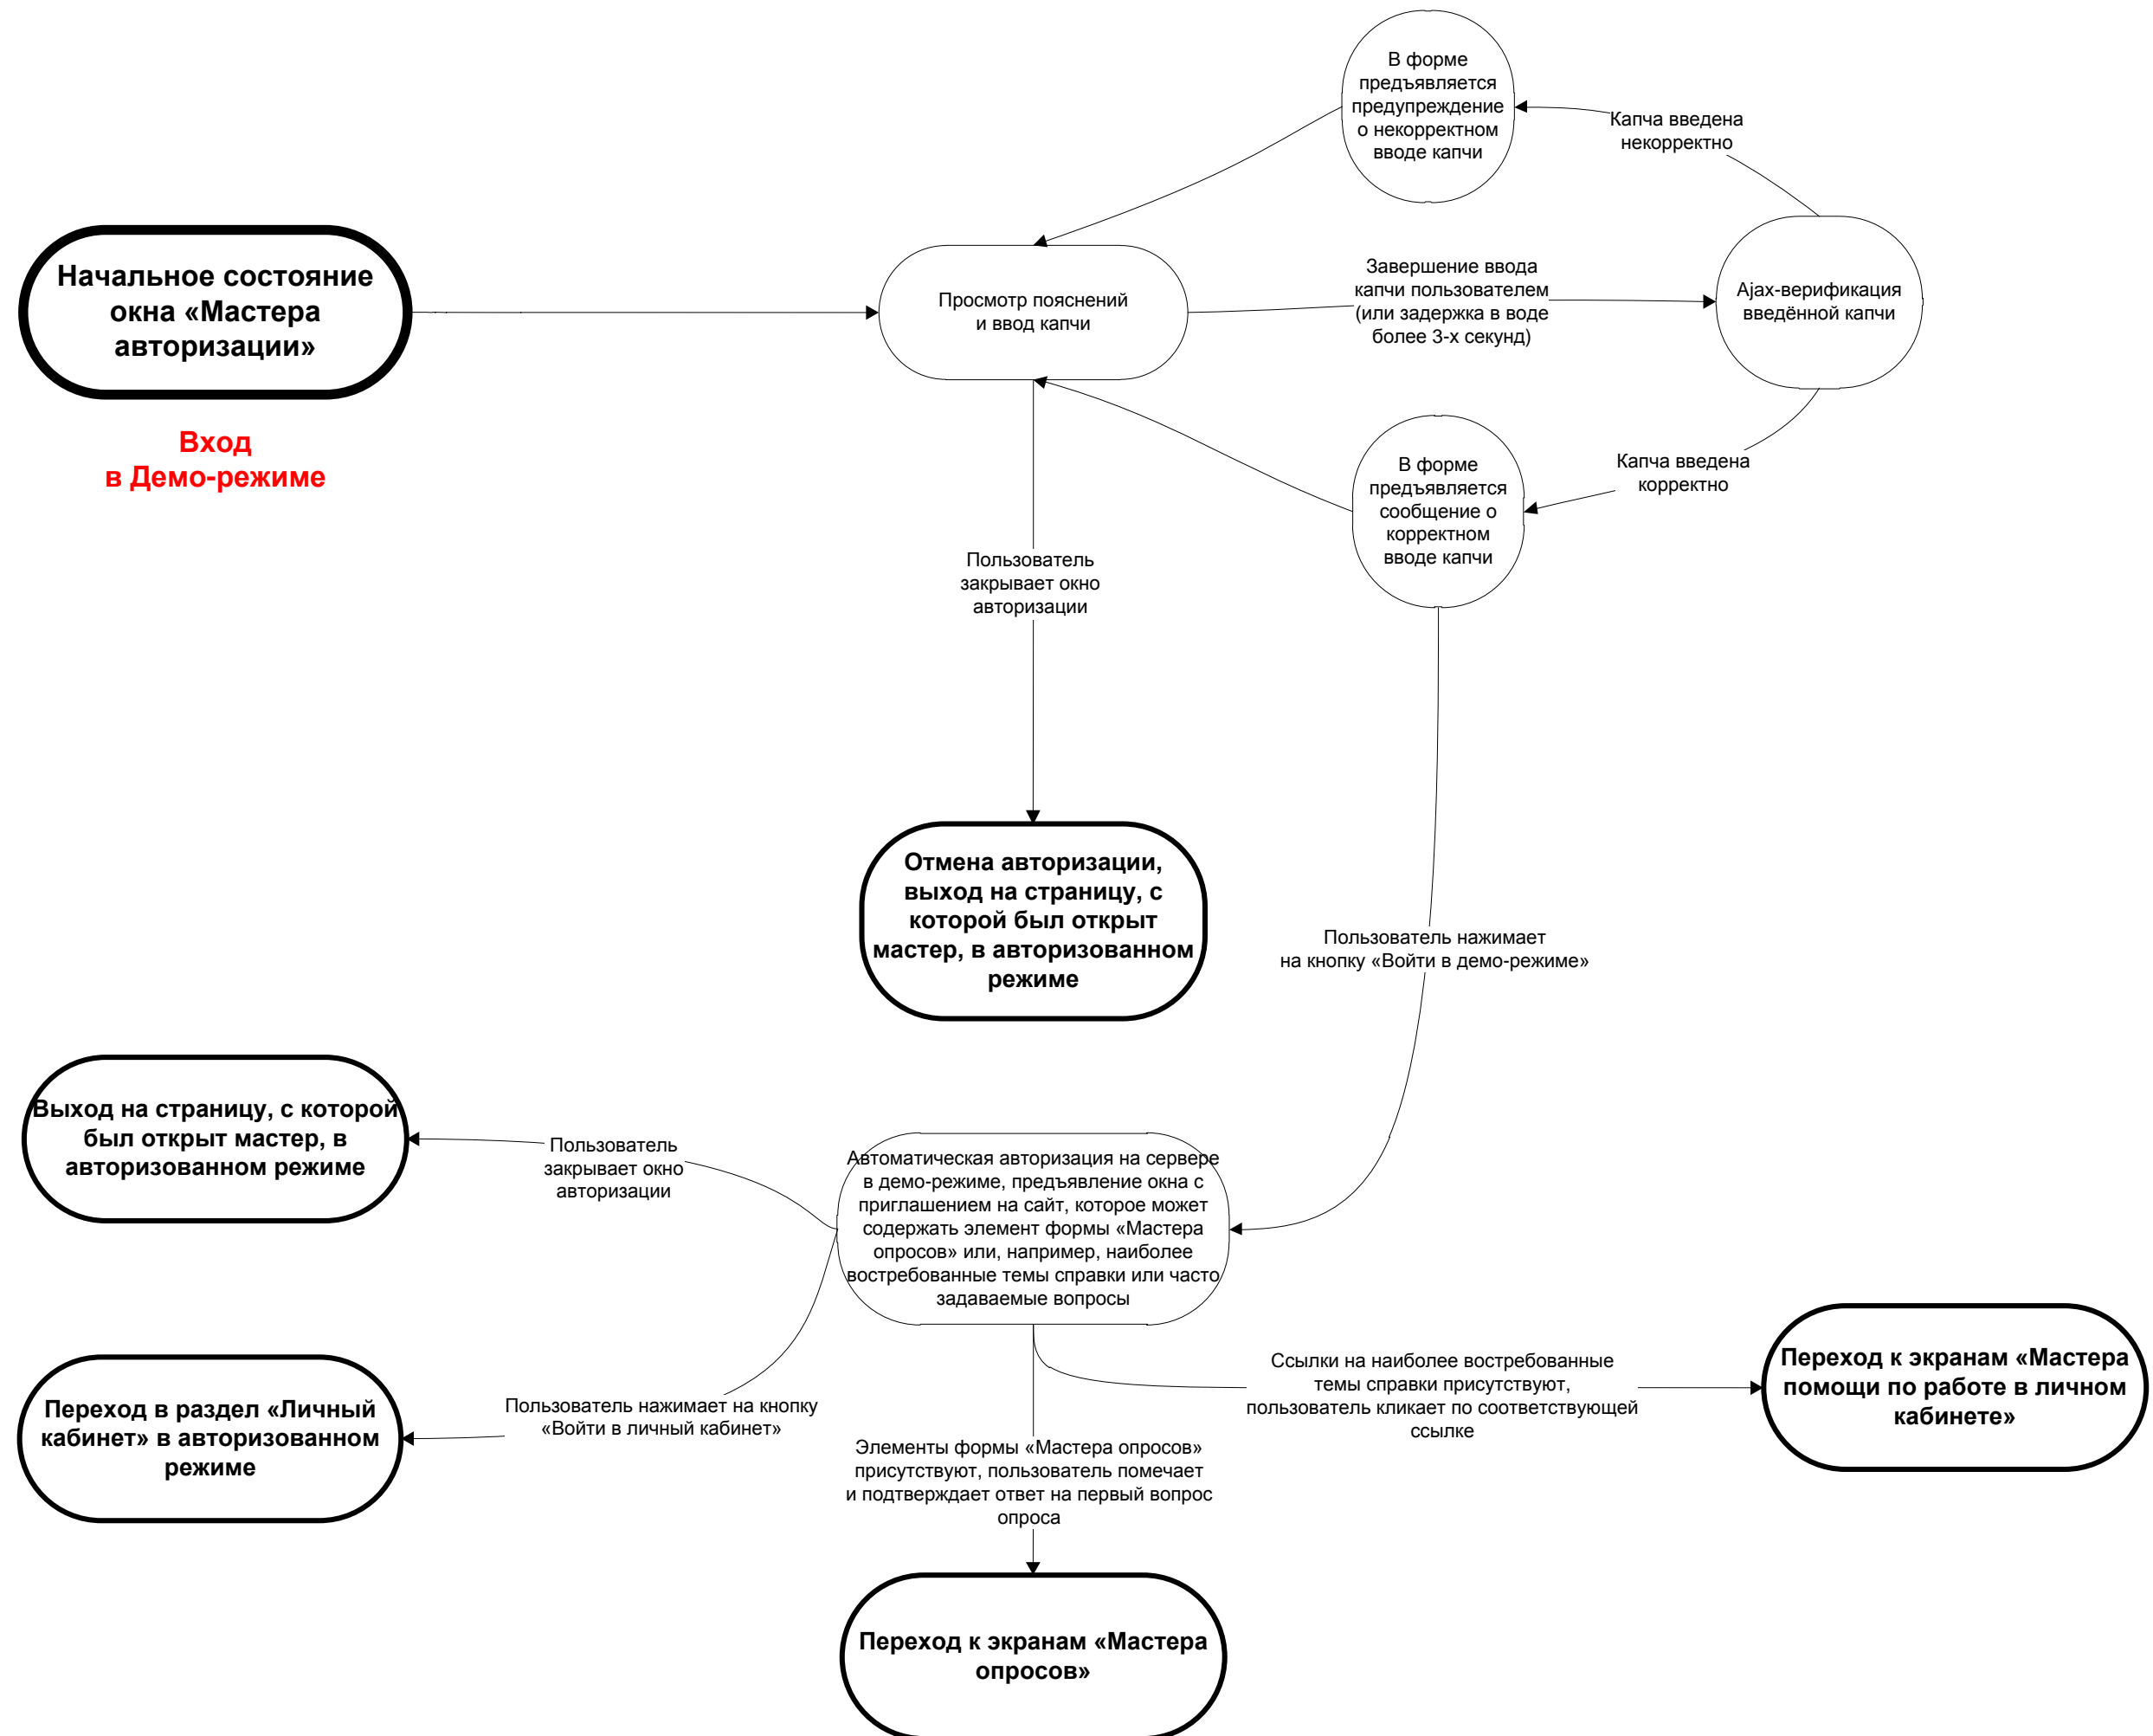 В форме
предъявляется
предупреждение
о некорректном
вводе капчи
Капча введена
некорректно
Начальное состояние
окна «Мастера
авторизации»
Просмотр пояснений
и ввод капчи
Завершение ввода
капчи пользователем
(или задержка в воде
более 3-х секунд)
Ajax-верификация
введённой капчи
Вход
в Демо-режиме
В форме
предъявляется
сообщение о
корректном
вводе капчи
Капча введена
корректно
Пользователь
закрывает окно
авторизации
Отмена авторизации,
выход на страницу, с
которой был открыт
мастер, в авторизованном
режиме
Пользователь нажимает
на кнопку «Войти в демо-режиме»
Выход на страницу, с которой
был открыт мастер, в
авторизованном режиме
Пользователь
закрывает окно
авторизации
Автоматическая авторизация на сервере
в демо-режиме, предъявление окна с
приглашением на сайт, которое может
содержать элемент формы «Мастера
опросов» или, например, наиболее
востребованные темы справки или часто
задаваемые вопросы
Переход в раздел «Личный
кабинет» в авторизованном
режиме
Пользователь нажимает на кнопку
«Войти в личный кабинет»
Ссылки на наиболее востребованные
темы справки присутствуют,
пользователь кликает по соответствующей
ссылке
Переход к экранам «Мастера
помощи по работе в личном
кабинете»
Элементы формы «Мастера опросов»
присутствуют, пользователь помечает
и подтверждает ответ на первый вопрос
опроса
Переход к экранам «Мастера
опросов»